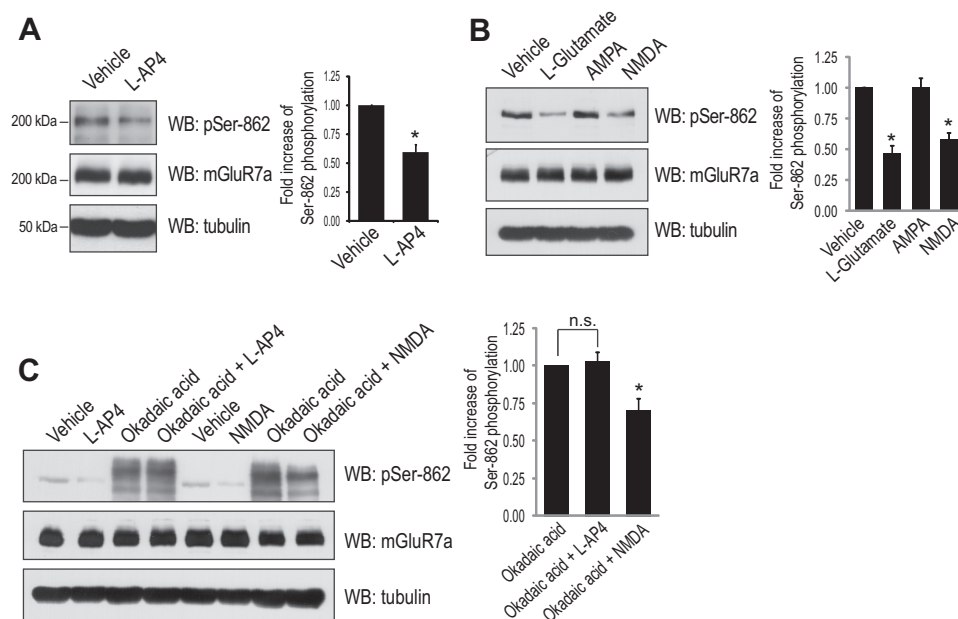 A
Vehicle
L-AP4
200 kDa
WB: pSer-862
200 kDa
WB: mGluR7a
50 kDa
WB: tubulin
Fold increase of
Ser-862 phosphorylation
1.25
1.00
0.75
0.50
0.25
0.00
*
Vehicle
L-AP4
B
Vehicle
L-Glutamate
AMPA
NMDA
WB: pSer-862
WB: mGluR7a
WB: tubulin
Fold increase of
Ser-862 phosphorylation
1.25
1.00
0.75
0.50
0.25
0.00
*
*
Vehicle
L-Glutamate
AMPA
NMDA
C
Vehicle
L-AP4
Okadaic acid
Okadaic acid + L-AP4
Vehicle
NMDA
Okadaic acid
Okadaic acid + NMDA
WB: pSer-862
WB: mGluR7a
WB: tubulin
Fold increase of
Ser-862 phosphorylation
1.25
1.00
0.75
0.50
0.25
0.00
n.s.
*
Okadaic acid
Okadaic acid + L-AP4
Okadaic acid + NMDA